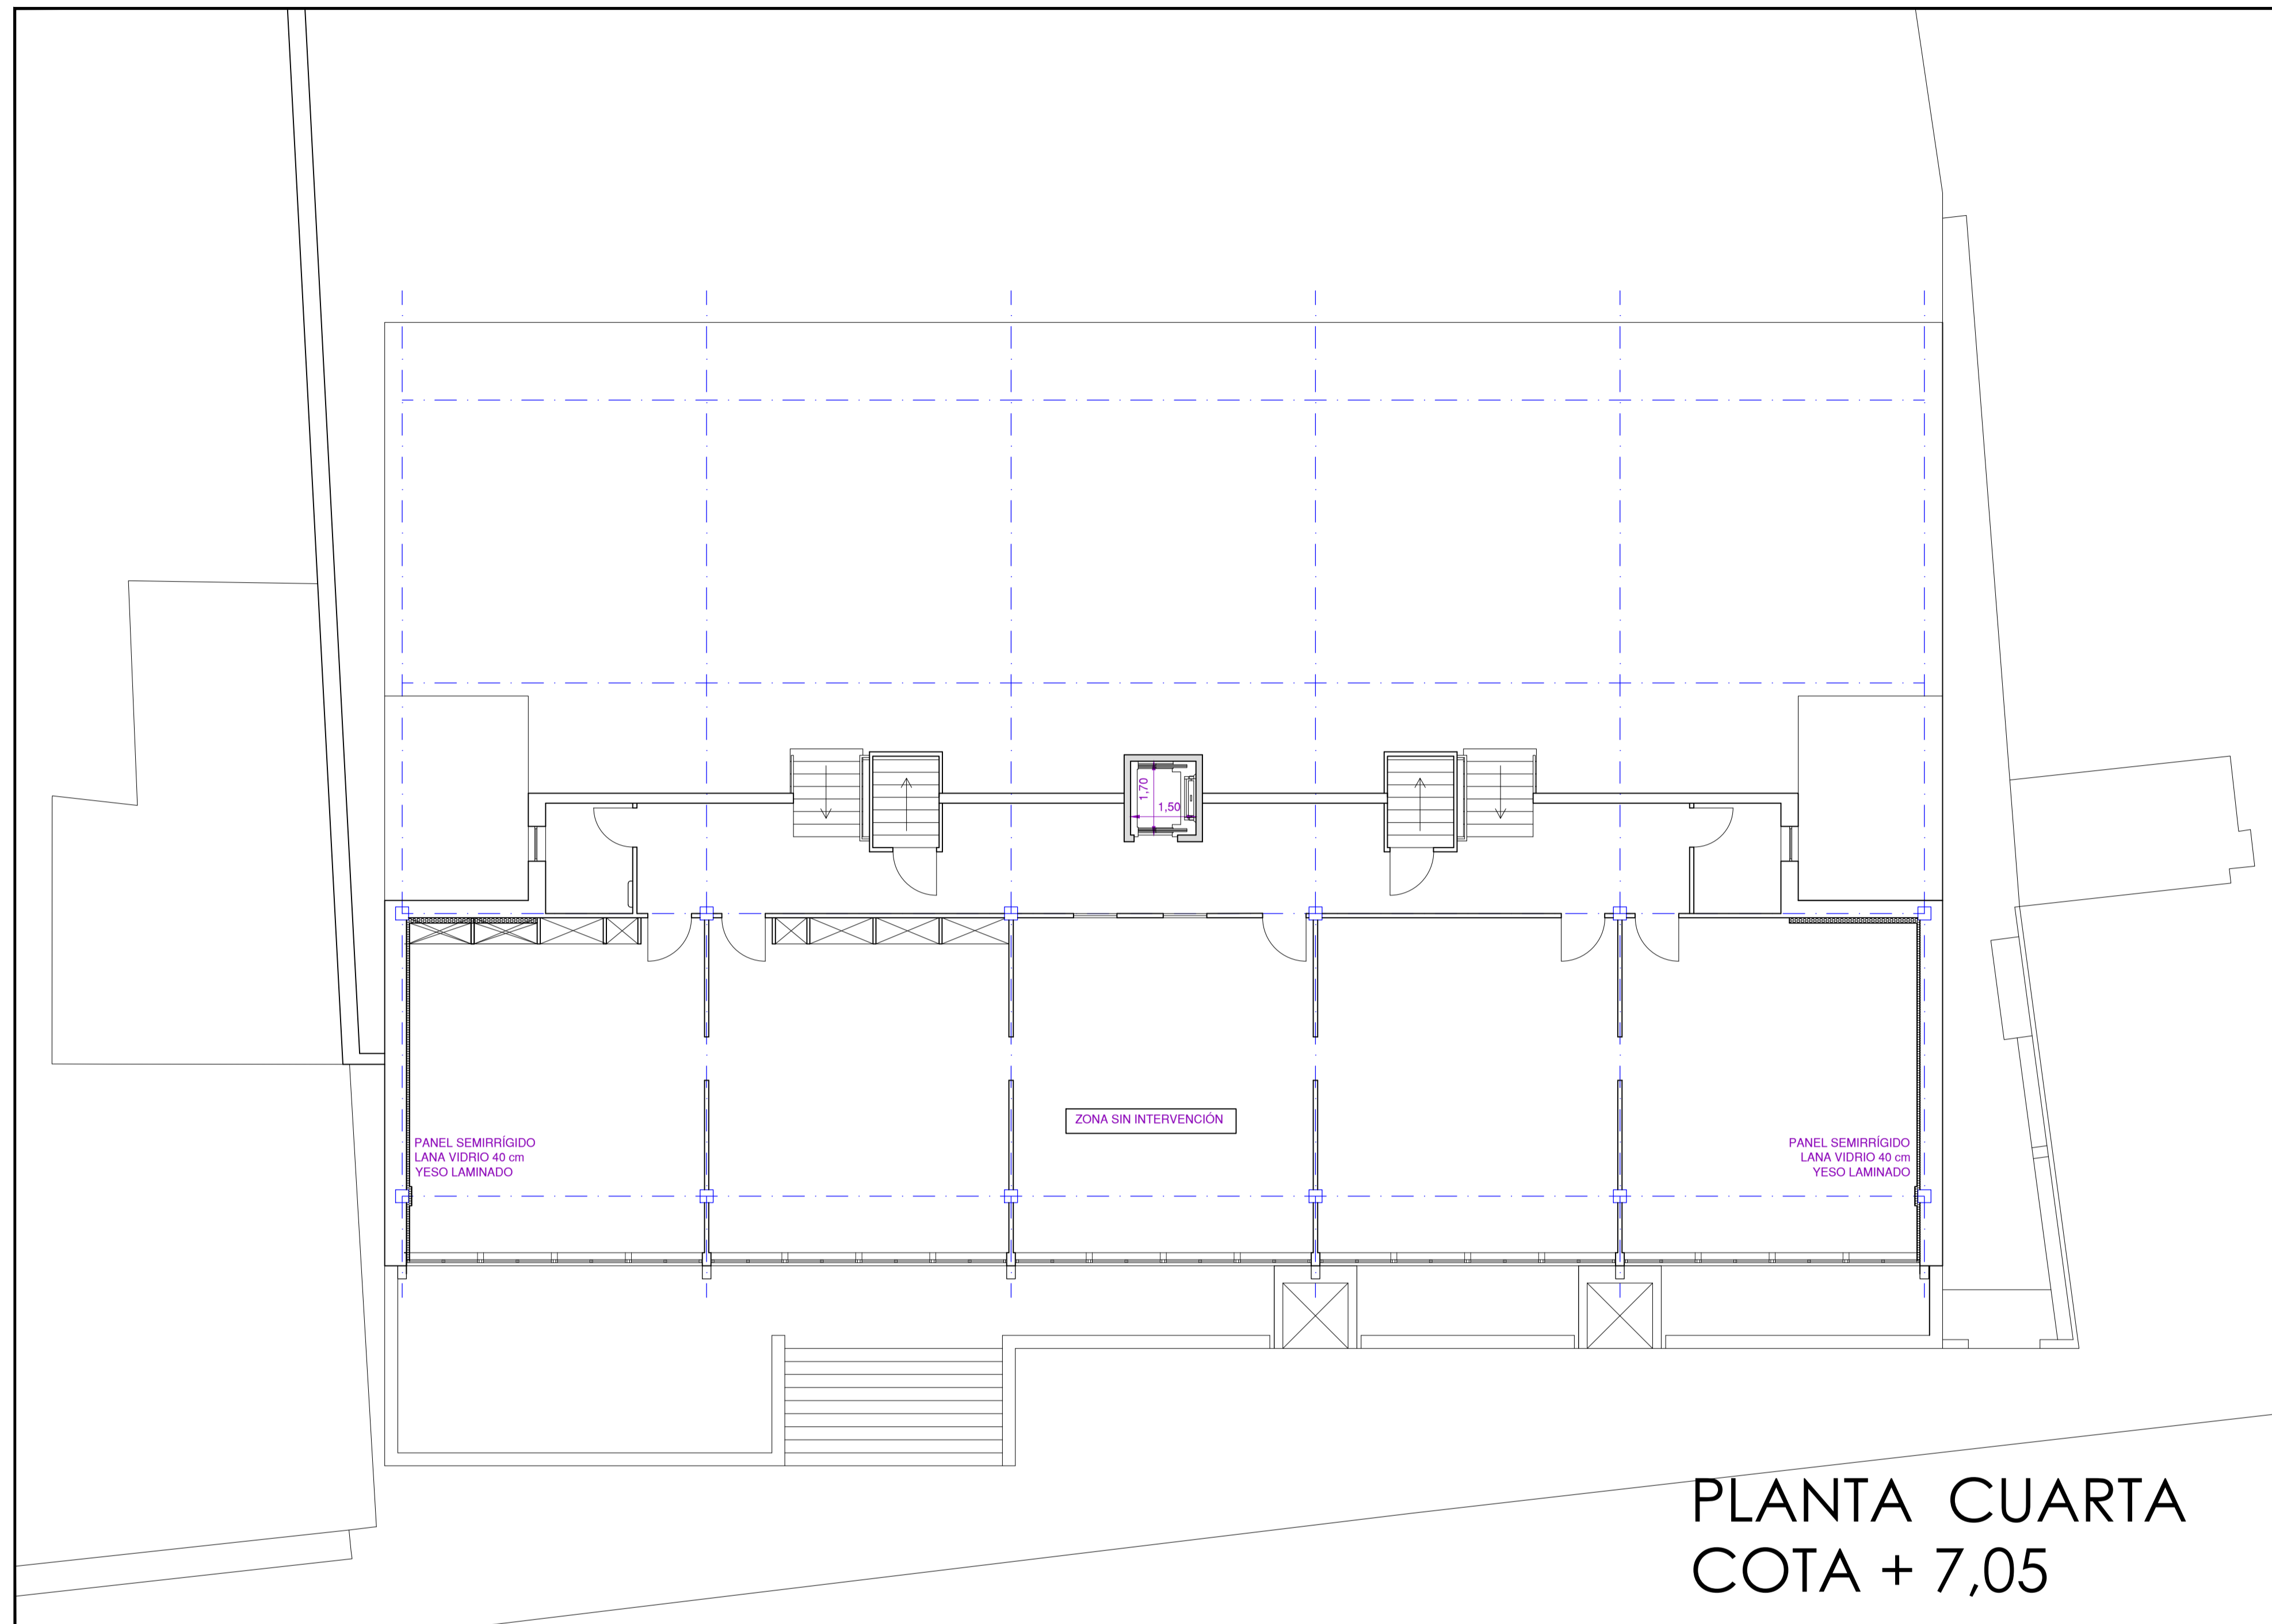 1,70
1,50
ZONA SIN INTERVENCIÓN
PANEL SEMIRRÍGIDO
LANA VIDRIO 40 cm
YESO LAMINADO
PANEL SEMIRRÍGIDO
LANA VIDRIO 40 cm
YESO LAMINADO
PLANTA CUARTA
COTA + 7,05